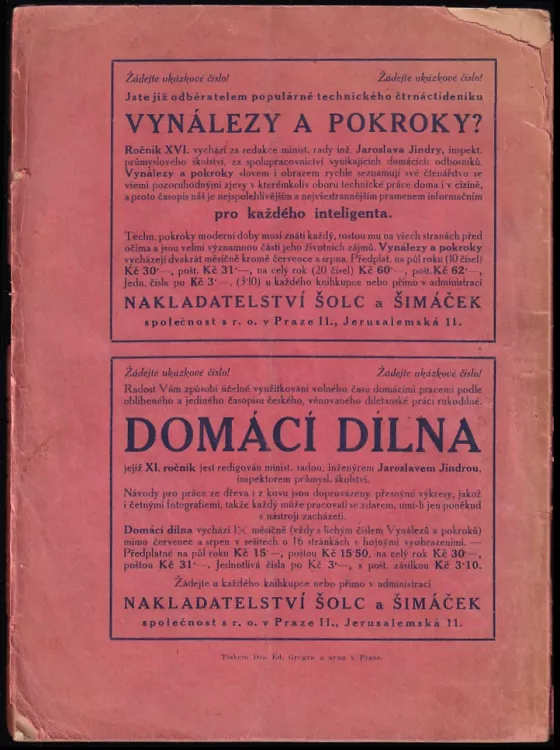 Žádejte ukázkové číslo! Žádejte ukázkové číslo!
Jste již odběratelem populárně technického čtrnáctideníku
VYNÁLEZY A POKROKY?
Ročník XVI. vychází za redakce minist. rady inž. Jaroslava Jindry, inspekt.
průmyslového školství, za spolupracovnictví vynikajících domácích odborníků.
Vynálezy a pokroky slovem i obrazem rychle seznamují své čtenářstvo se
všemi pozoruhodnými zjevy v kterémkoliv oboru technické práce doma i v cizině,
a proto časopis náš je nejspolehlivějším a nejvšestrannějším pramenem informačním
pro každého inteligenta.
Techn. pokroky moderní doby musí znáti každý, rostou mu na všech stranách před
očima a jsou velmi významnou částí jeho životních zájmů. Vynálezy a pokroky
vycházejí dvakrát měsíčně kromě července a srpna. Předplat. na půl roku (10 čísel)
Kč 30·—, pošt. Kč 31·—, na celý rok (20 čísel) Kč 60·—, pošt. Kč 62·—,
Jedn. čísla po Kč 3·—, (3·10) u každého knihkupce nebo přímo v administraci
NAKLADATELSTVÍ ŠOLC a ŠIMÁČEK
společnost s r. o. v Praze II., Jerusalemská 11.
Žádejte ukázkové číslo! Žádejte ukázkové číslo!
Radost Vám způsobí účelné využitkování volného času domácími pracemi podle
oblíbeného a jediného časopisu českého, věnovaného diletanské práci rukodílné.
DOMÁCÍ DÍLNA
jejíž XI. ročník jest redigován minist. radou, inženýrem Jaroslavem Jindrou,
inspektorem průmysl. školství.
Návody pro práce ze dřeva i z kovu jsou doprovázeny přesnými výkresy, jakož
i četnými fotografiemi, takže každý může pracovati se zdarem, umí-li jen poněkud
s nástroji zacházeti.
Domácí dílna vychází 1× měsíčně (vždy s lichým číslem Vynálezů a pokroků)
mimo červenec a srpen v sešitech o 16 stránkách s hojnými vyobrazeními. —
Předplatné na půl roku Kč 15·—, poštou Kč 15·50, na celý rok Kč 30·—,
poštou Kč 31·—. Jednotlivá čísla po Kč 3·—, s pošt. zásilkou Kč 3·10.
Žádejte u každého knihkupce nebo přímo v administraci
NAKLADATELSTVÍ ŠOLC a ŠIMÁČEK
společnost s r. o. v Praze II., Jerusalemská 11.
Tiskem Dra Ed. Grégra a syna v Praze.